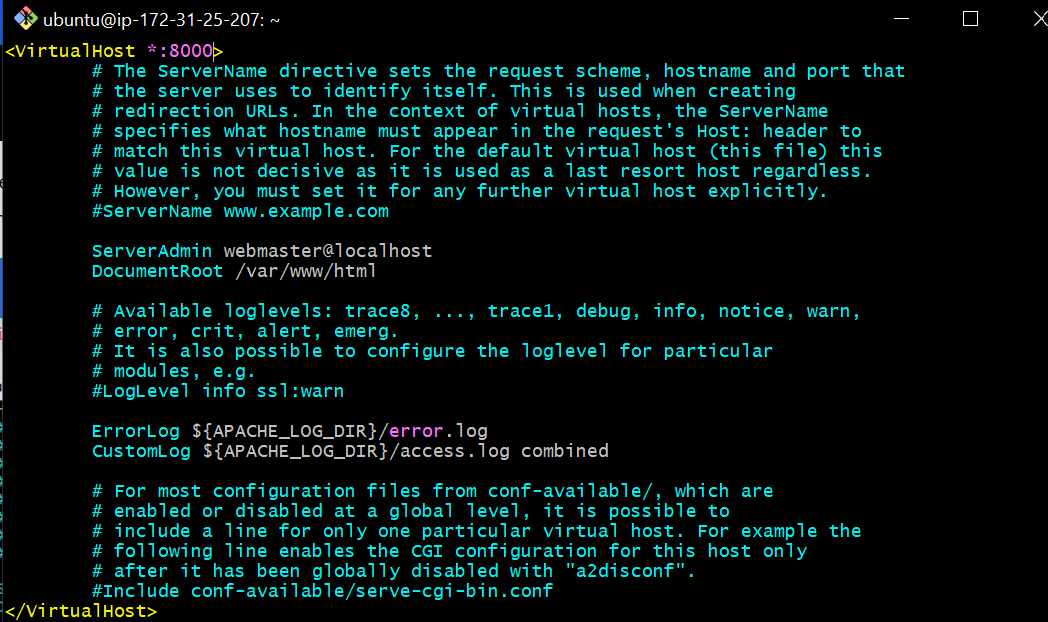 ubuntu@ip-172-31-25-207: ~
<VirtualHost *:8000>
# The ServerName directive sets the request scheme, hostname and port that
# the server uses to identify itself. This is used when creating
# redirection URLs. In the context of virtual hosts, the ServerName
# specifies what hostname must appear in the request's Host: header to
# match this virtual host. For the default virtual host (this file) this
# value is not decisive as it is used as a last resort host regardless.
# However, you must set it for any further virtual host explicitly.
#ServerName www.example.com
ServerAdmin webmaster@localhost
DocumentRoot /var/www/html
# Available loglevels: trace8, ..., trace1, debug, info, notice, warn,
# error, crit, alert, emerg.
# It is also possible to configure the loglevel for particular
# modules, e.g.
#LogLevel info ssl:warn
ErrorLog ${APACHE_LOG_DIR}/error.log
CustomLog ${APACHE_LOG_DIR}/access.log combined
# For most configuration files from conf-available/, which are
# enabled or disabled at a global level, it is possible to
# include a line for only one particular virtual host. For example the
# following line enables the CGI configuration for this host only
# after it has been globally disabled with "a2disconf".
#Include conf-available/serve-cgi-bin.conf
</VirtualHost>